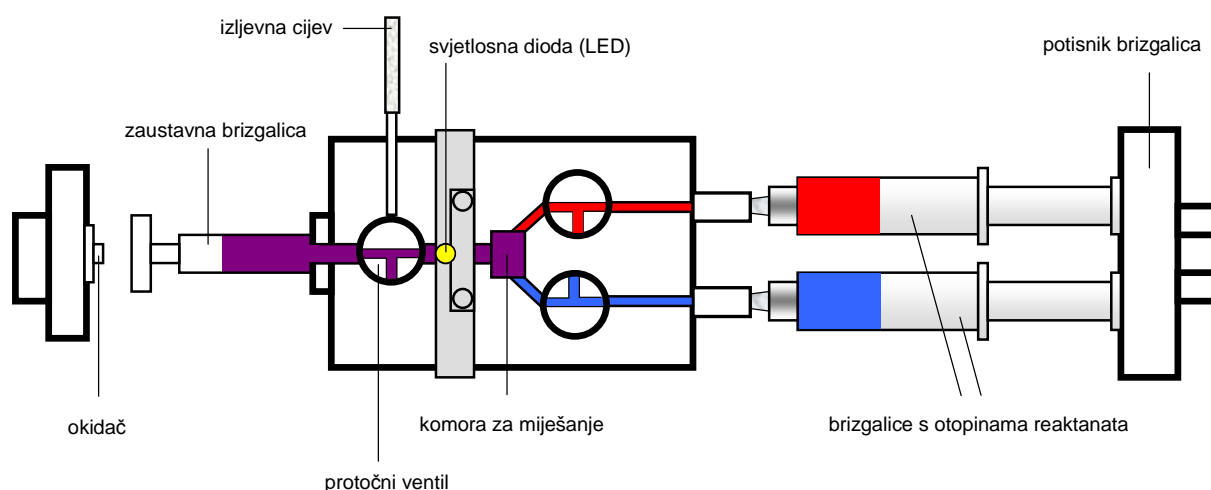 izljevna cijev
svjetlosna dioda (LED)
potisnik brizgalica
zaustavna brizgalica
okidač
komora za miješanje
brizgalice s otopinama reaktanata
protočni ventil